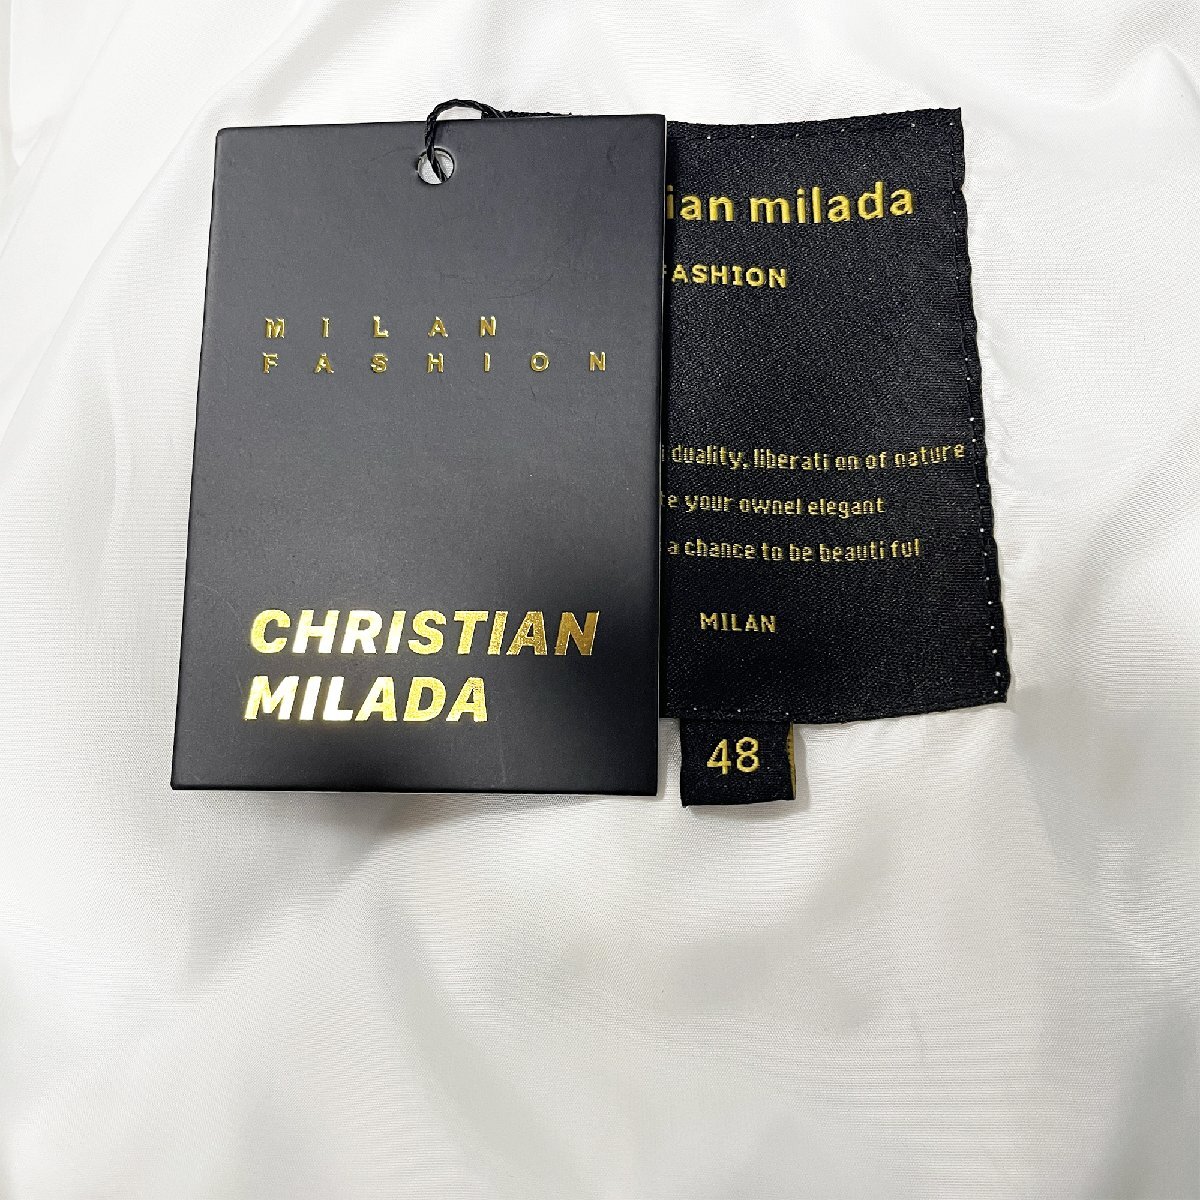 MILAN
FASHION
CHRISTIAN
MILADA
ian milada
FASHION
duality, liberati on of nature
your ownel elegant
a chance to be beauti ful
MILAN
48